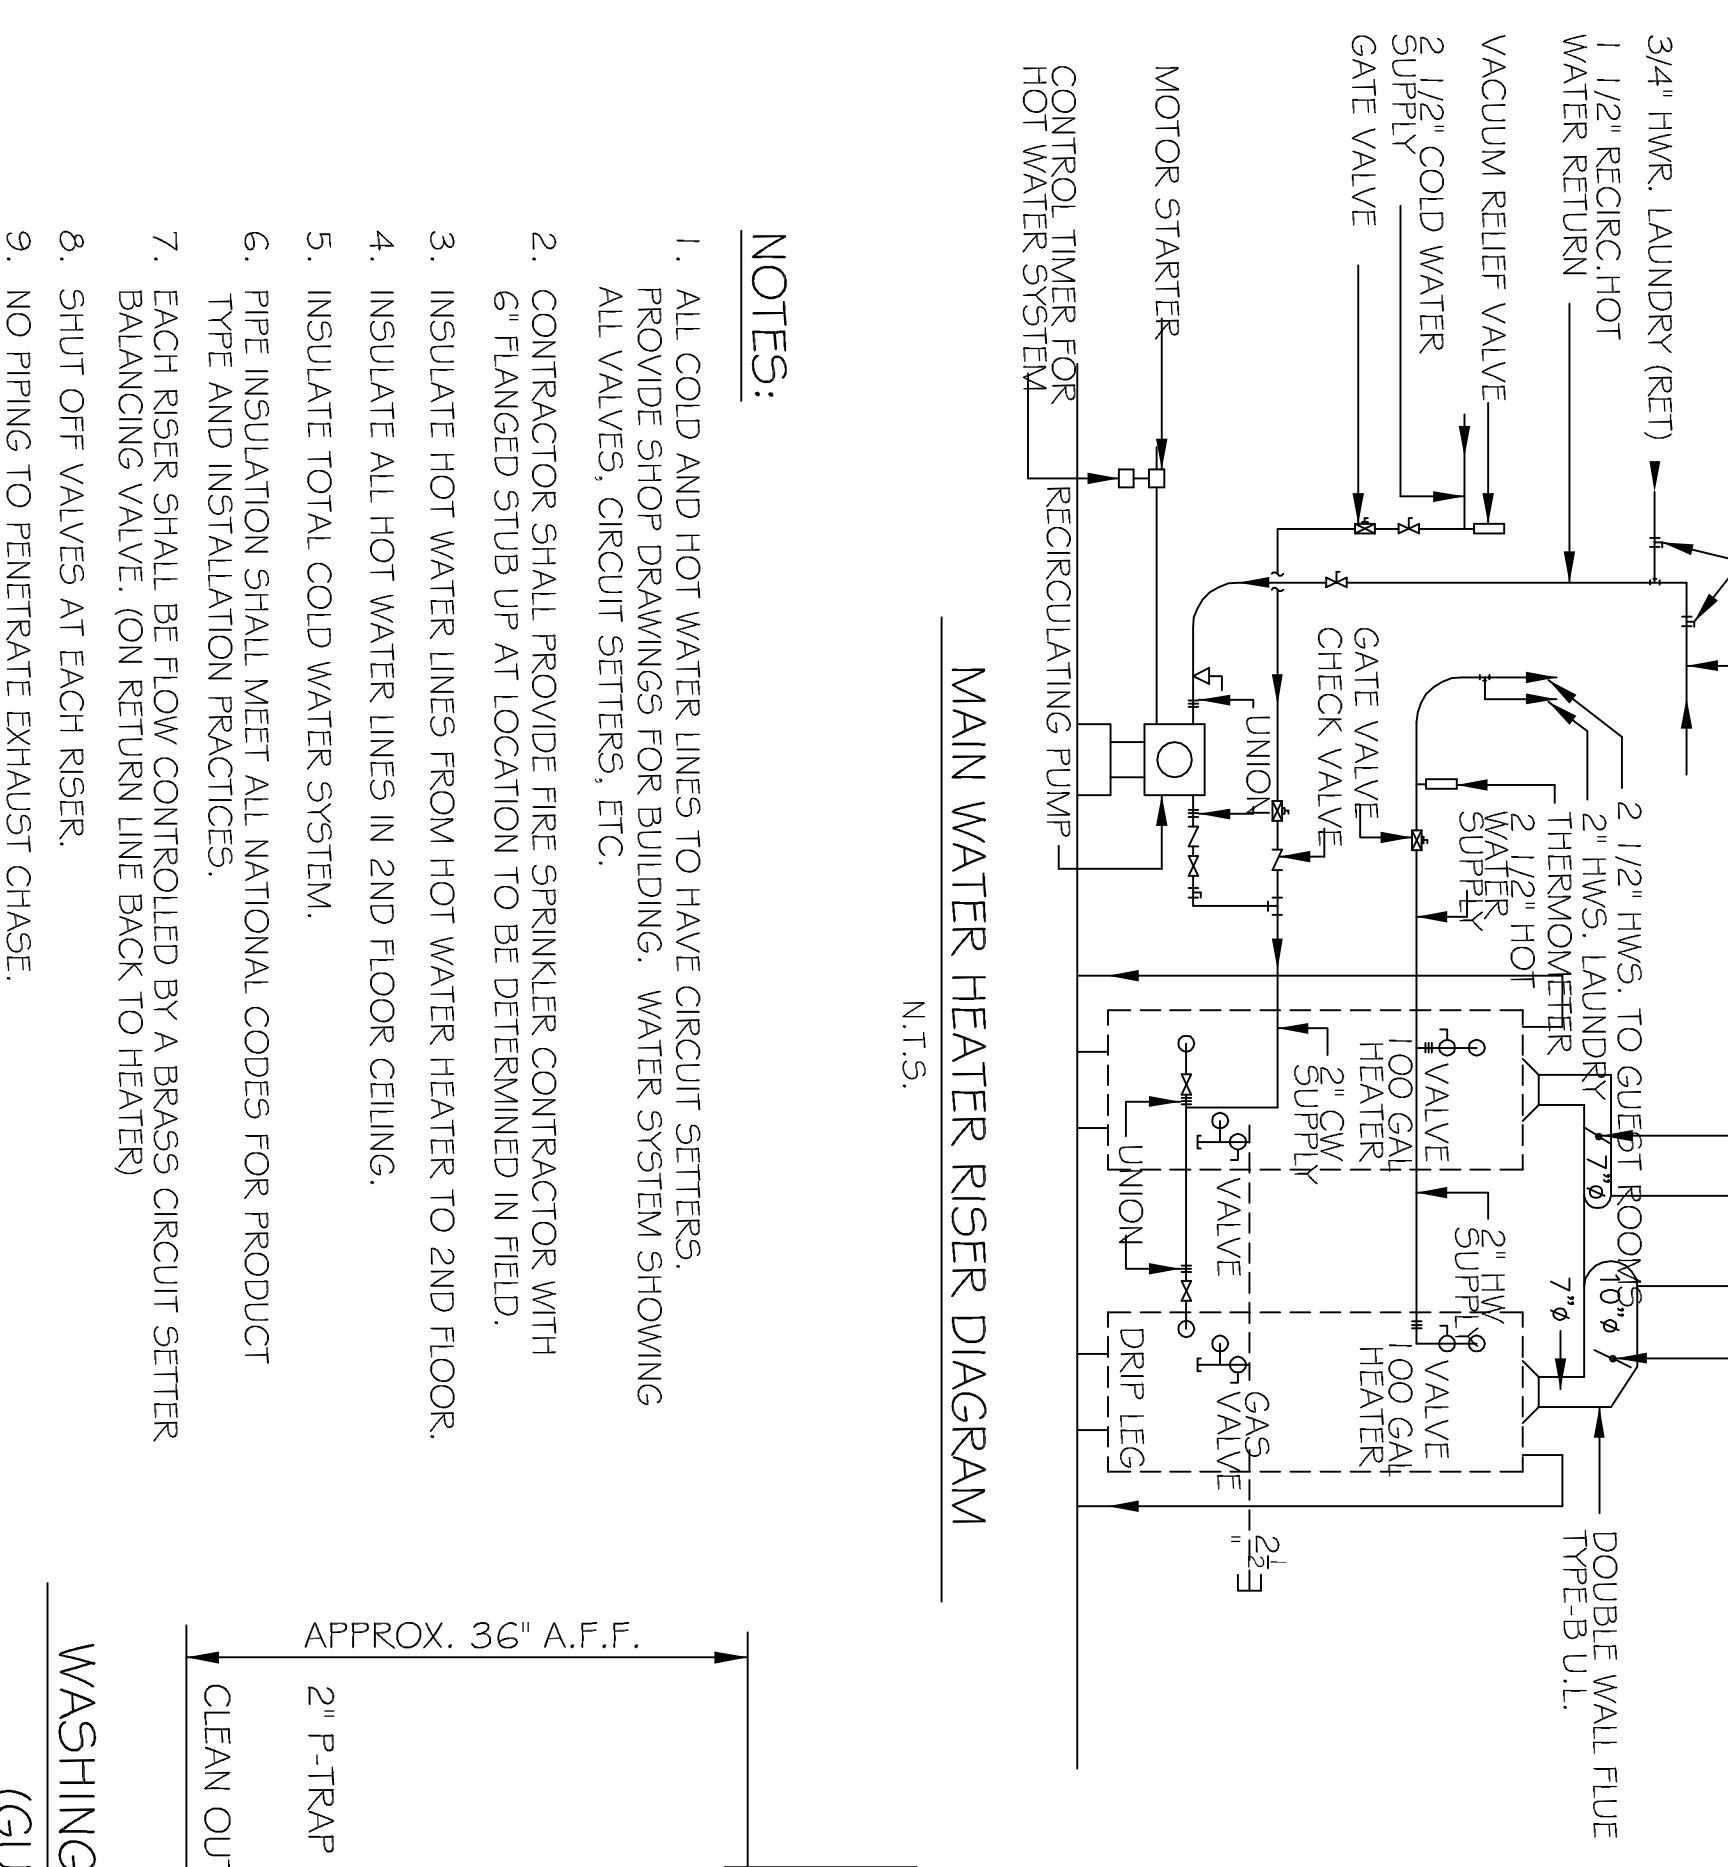 3/4" HWR. LAUNDRY (RET)
1 1/2" RECIRC.HOT
WATER RETURN
VACUUM RELIEF VALVE
2 1/2" COLD WATER
SUPPLY
GATE VALVE
MOTOR STARTER
CONTROL TIMER FOR
HOT WATER SYSTEM
RECIRCULATING PUMP
UNION
CHECK VALVE
GATE VALVE
2 1/2" HWS. TO GUEST ROOMS
2" HWS. LAUNDRY
THERMOMETER
2 1/2" HOT
WATER
SUPPLY
7"ø
10"ø
7"ø
VALVE
100 GAL
HEATER
2" CW
SUPPLY
VALVE
UNION
2" HW
SUPPLY
VALVE
100 GAL
HEATER
GAS
VALVE
DRIP LEG
2 1/2
"
DOUBLE WALL FLUE
TYPE-B U.L.
MAIN WATER HEATER RISER DIAGRAM
N.T.S.
NOTES:
1. ALL COLD AND HOT WATER LINES TO HAVE CIRCUIT SETTERS.
PROVIDE SHOP DRAWINGS FOR BUILDING. WATER SYSTEM SHOWING
ALL VALVES, CIRCUIT SETTERS, ETC.
2. CONTRACTOR SHALL PROVIDE FIRE SPRINKLER CONTRACTOR WITH
6" FLANGED STUB UP AT LOCATION TO BE DETERMINED IN FIELD.
3. INSULATE HOT WATER LINES FROM HOT WATER HEATER TO 2ND FLOOR.
4. INSULATE ALL HOT WATER LINES IN 2ND FLOOR CEILING.
5. INSULATE TOTAL COLD WATER SYSTEM.
6. PIPE INSULATION SHALL MEET ALL NATIONAL CODES FOR PRODUCT
TYPE AND INSTALLATION PRACTICES.
7. EACH RISER SHALL BE FLOW CONTROLLED BY A BRASS CIRCUIT SETTER
BALANCING VALVE. (ON RETURN LINE BACK TO HEATER)
8. SHUT OFF VALVES AT EACH RISER.
9. NO PIPING TO PENETRATE EXHAUST CHASE.
APPROX. 36" A.F.F.
2" P-TRAP
CLEAN OUT
WASHING